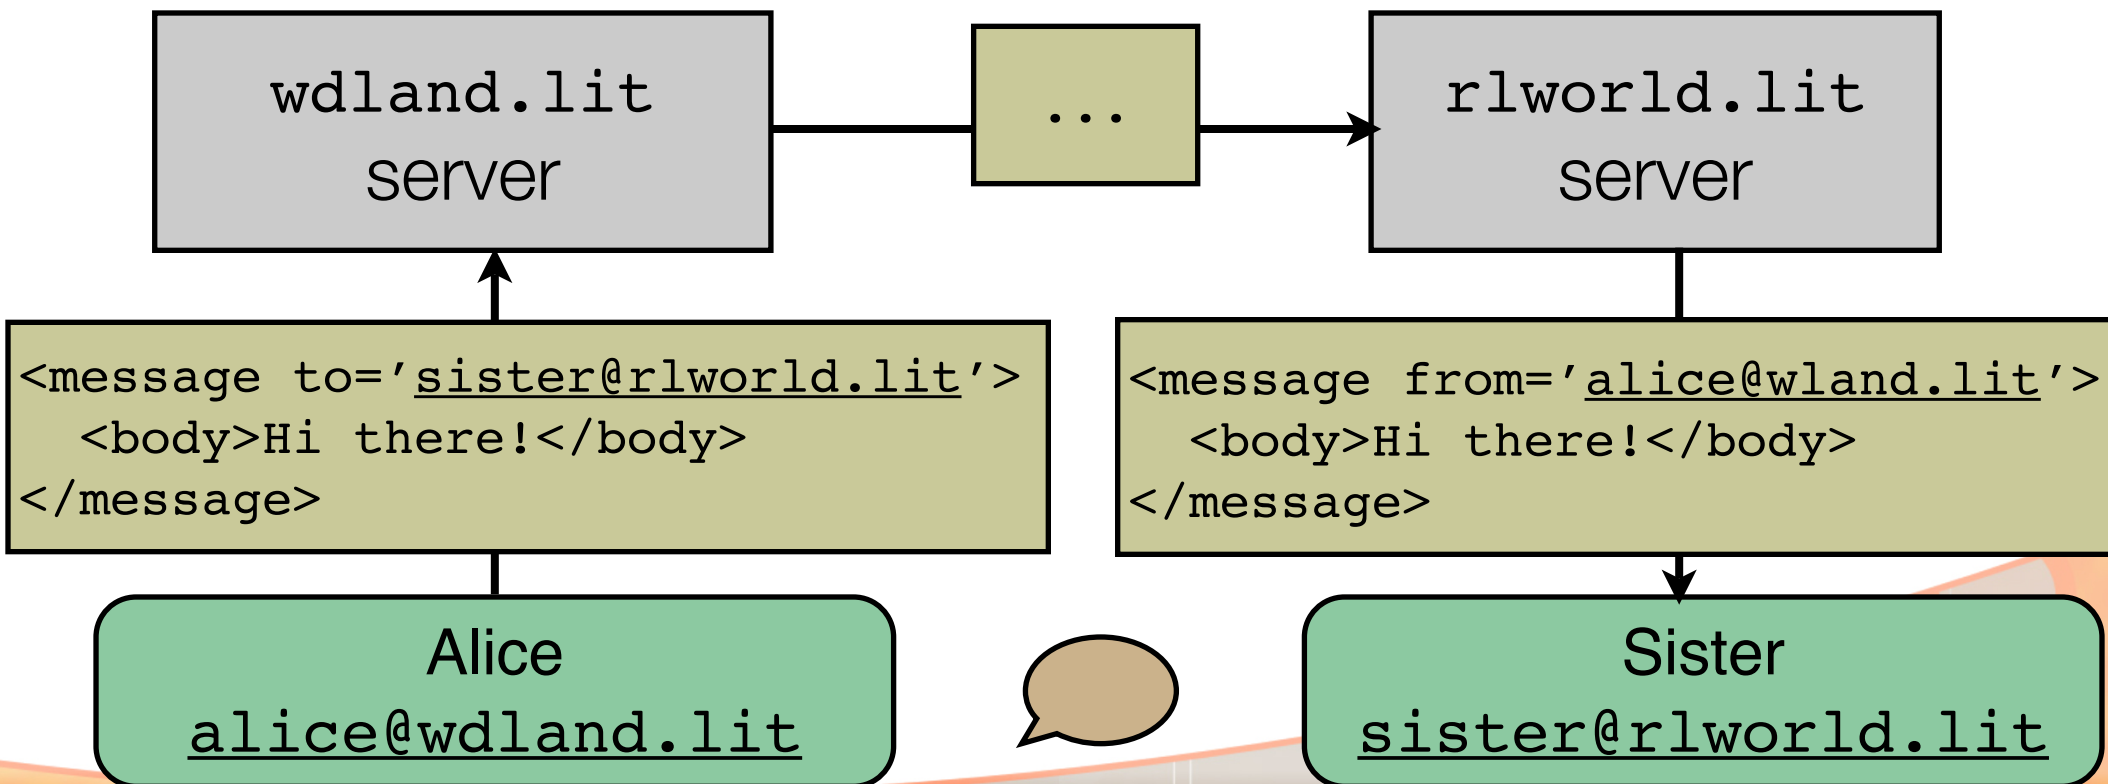 wdland.lit
server
...
rlworld.lit
server
<message to='sister@rlworld.lit'>
  <body>Hi there!</body>
</message>
<message from='alice@wland.lit'>
  <body>Hi there!</body>
</message>
Alice
alice@wdland.lit
Sister
sister@rlworld.lit